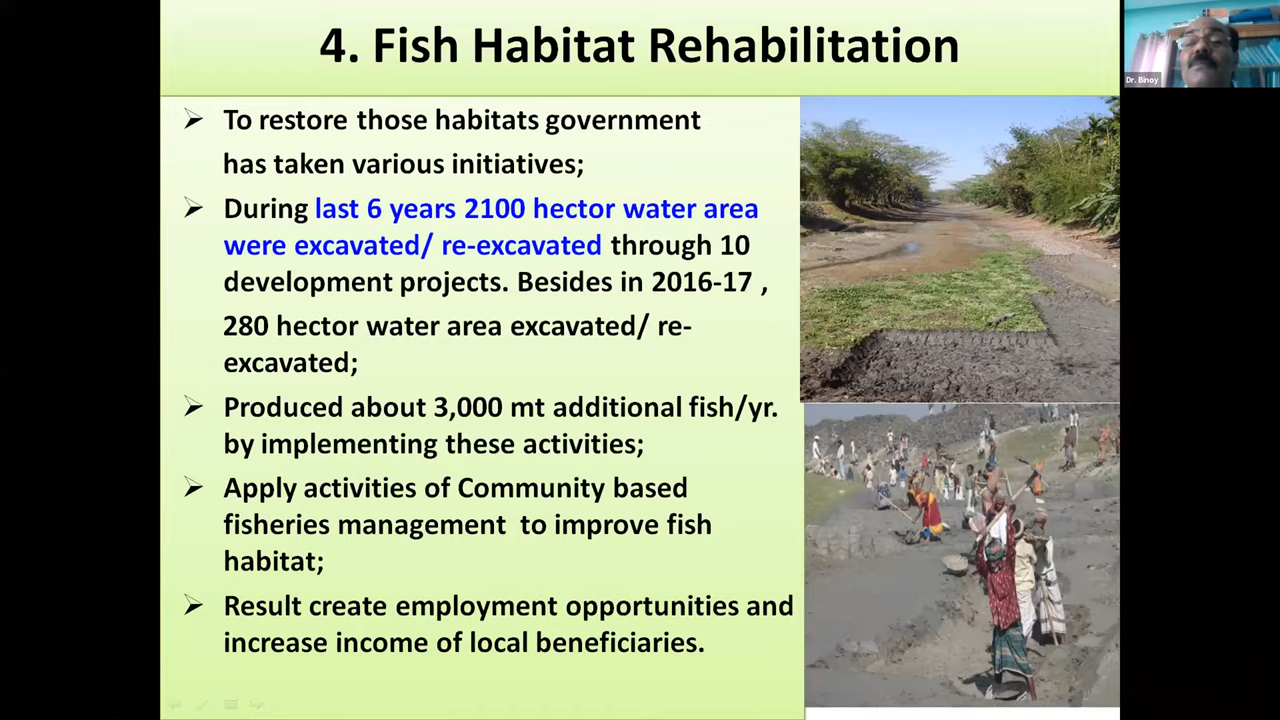 4. Fish Habitat Rehabilitation
Dr. Binoy
➢ To restore those habitats government
has taken various initiatives;
➢ During last 6 years 2100 hector water area
were excavated/ re-excavated through 10
development projects. Besides in 2016-17 ,
280 hector water area excavated/ re-
excavated;
➢ Produced about 3,000 mt additional fish/yr.
by implementing these activities;
➢ Apply activities of Community based
fisheries management to improve fish
habitat;
➢ Result create employment opportunities and
increase income of local beneficiaries.